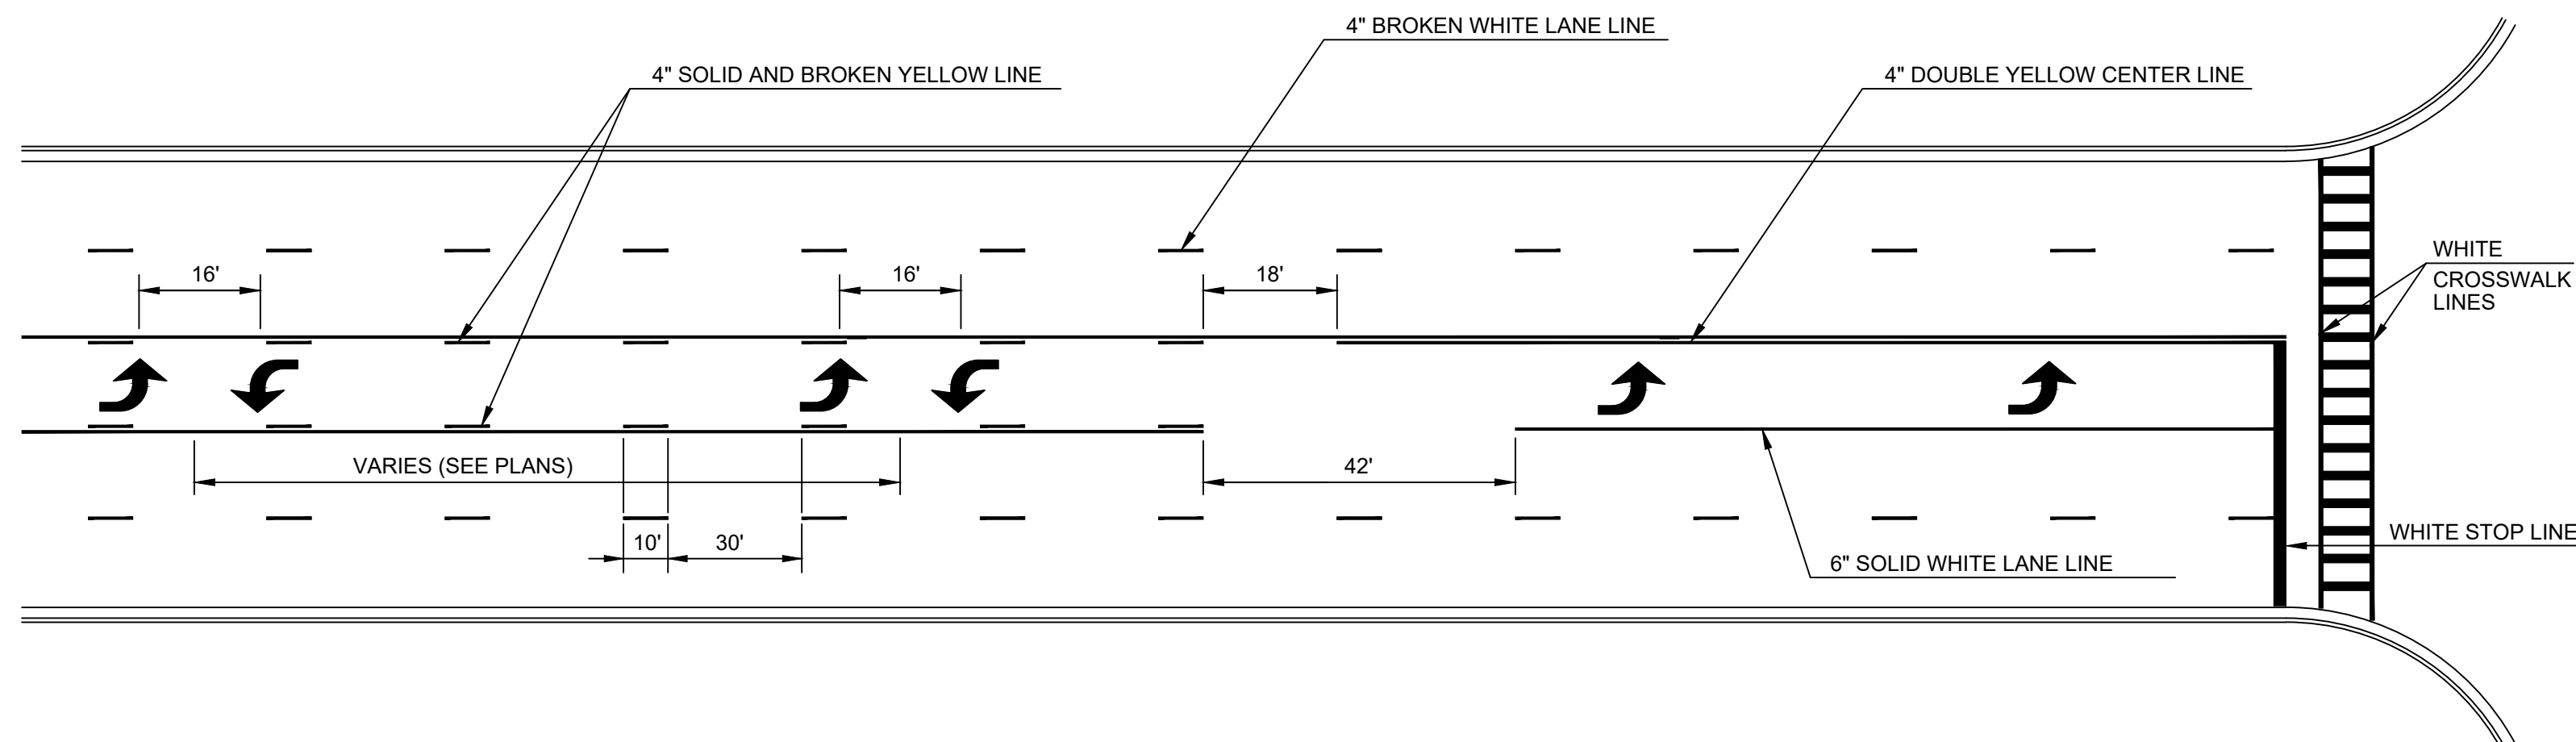 4" BROKEN WHITE LANE LINE
4" SOLID AND BROKEN YELLOW LINE
4" DOUBLE YELLOW CENTER LINE
16'
16'
18'
WHITE
CROSSWALK
LINES
VARIES (SEE PLANS)
42'
10'
30'
6" SOLID WHITE LANE LINE
WHITE STOP LINE